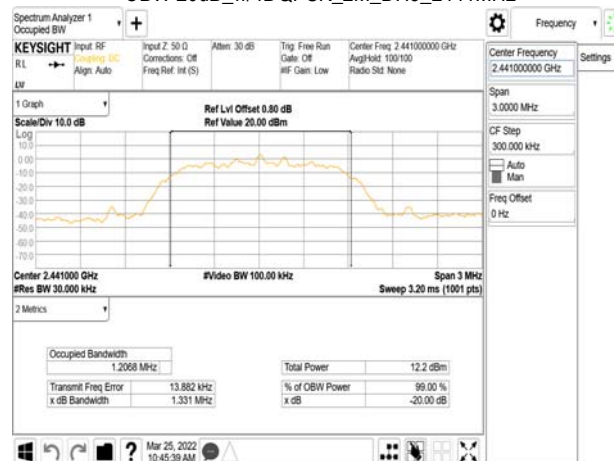 Spectrum Analyzer 1
Occupied BW
Frequency
KEYSIGHT Input: RF Input Z: 50 Ω Atten: 30 dB Trig: Free Run Center Freq: 2.441000000 GHz
RL Coupling: DC Corrections: Off Gate: Off Avg|Hold: 100/100
Align: Auto Freq Ref: Int (S) #IF Gain: Low Radio Std: None
Center Frequency
2.441000000 GHz
Settings
Span
3.0000 MHz
CF Step
300.000 kHz
Auto
Man
Freq Offset
0 Hz
1 Graph
Ref Lvl Offset 0.80 dB
Scale/Div 10.0 dB Ref Value 20.00 dBm
Log
10.0
0.00
-10.0
-20.0
-30.0
-40.0
-50.0
-60.0
-70.0
Center 2.441000 GHz #Video BW 100.00 kHz Span 3 MHz
#Res BW 30.000 kHz Sweep 3.20 ms (1001 pts)
2 Metrics
Occupied Bandwidth
1.2068 MHz Total Power 12.2 dBm
Transmit Freq Error 13.882 kHz % of OBW Power 99.00 %
x dB Bandwidth 1.331 MHz x dB -20.00 dB
? Mar 25, 2022
10:45:39 AM